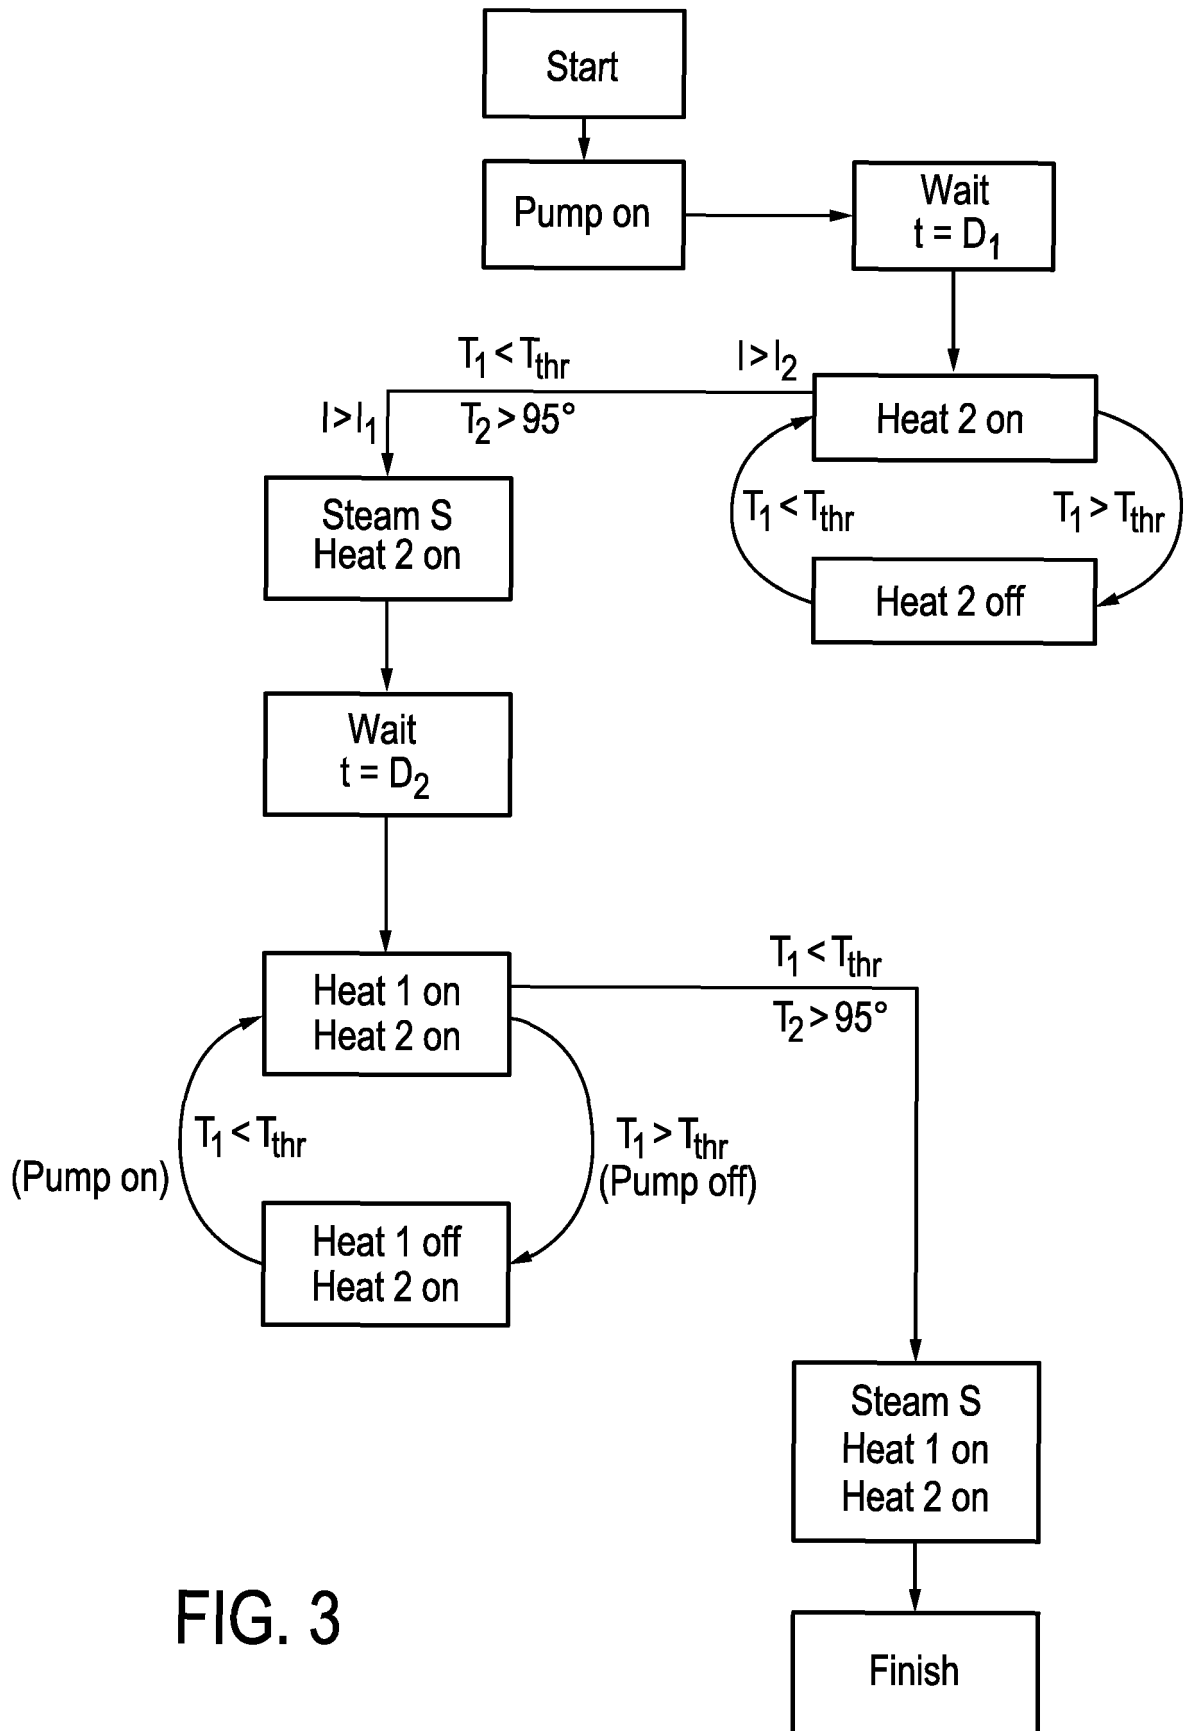 Start
Pump on
Wait
t = D₁
T₁ < Tthr
I > I₂
I > I₁
T₂ > 95°
Heat 2 on
T₁ < Tthr
T₁ > Tthr
Heat 2 off
Steam S
Heat 2 on
Wait
t = D₂
Heat 1 on
Heat 2 on
T₁ < Tthr
T₂ > 95°
T₁ < Tthr
(Pump on)
T₁ > Tthr
(Pump off)
Heat 1 off
Heat 2 on
Steam S
Heat 1 on
Heat 2 on
Finish
FIG. 3